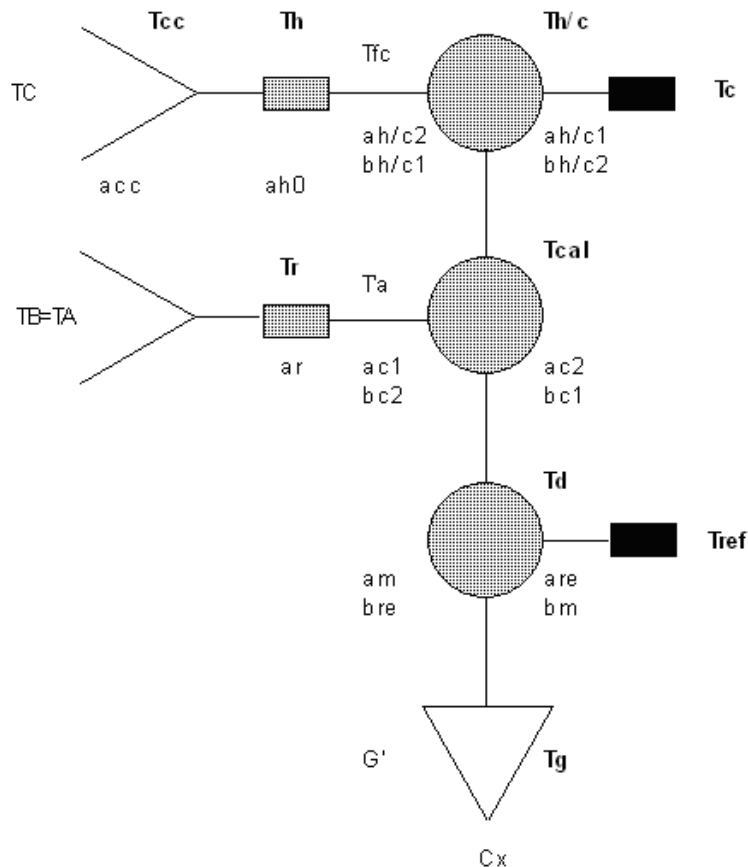 Tcc
Th
Tfc
Th/c
TC
Tc
ah/c2
bh/c1
ah/c1
bh/c2
acc
ah0
Tr
T'a
Tcal
TB=TA
ar
ac1
bc2
ac2
bc1
Td
Tref
am
bre
are
bm
G'
Tg
Cx